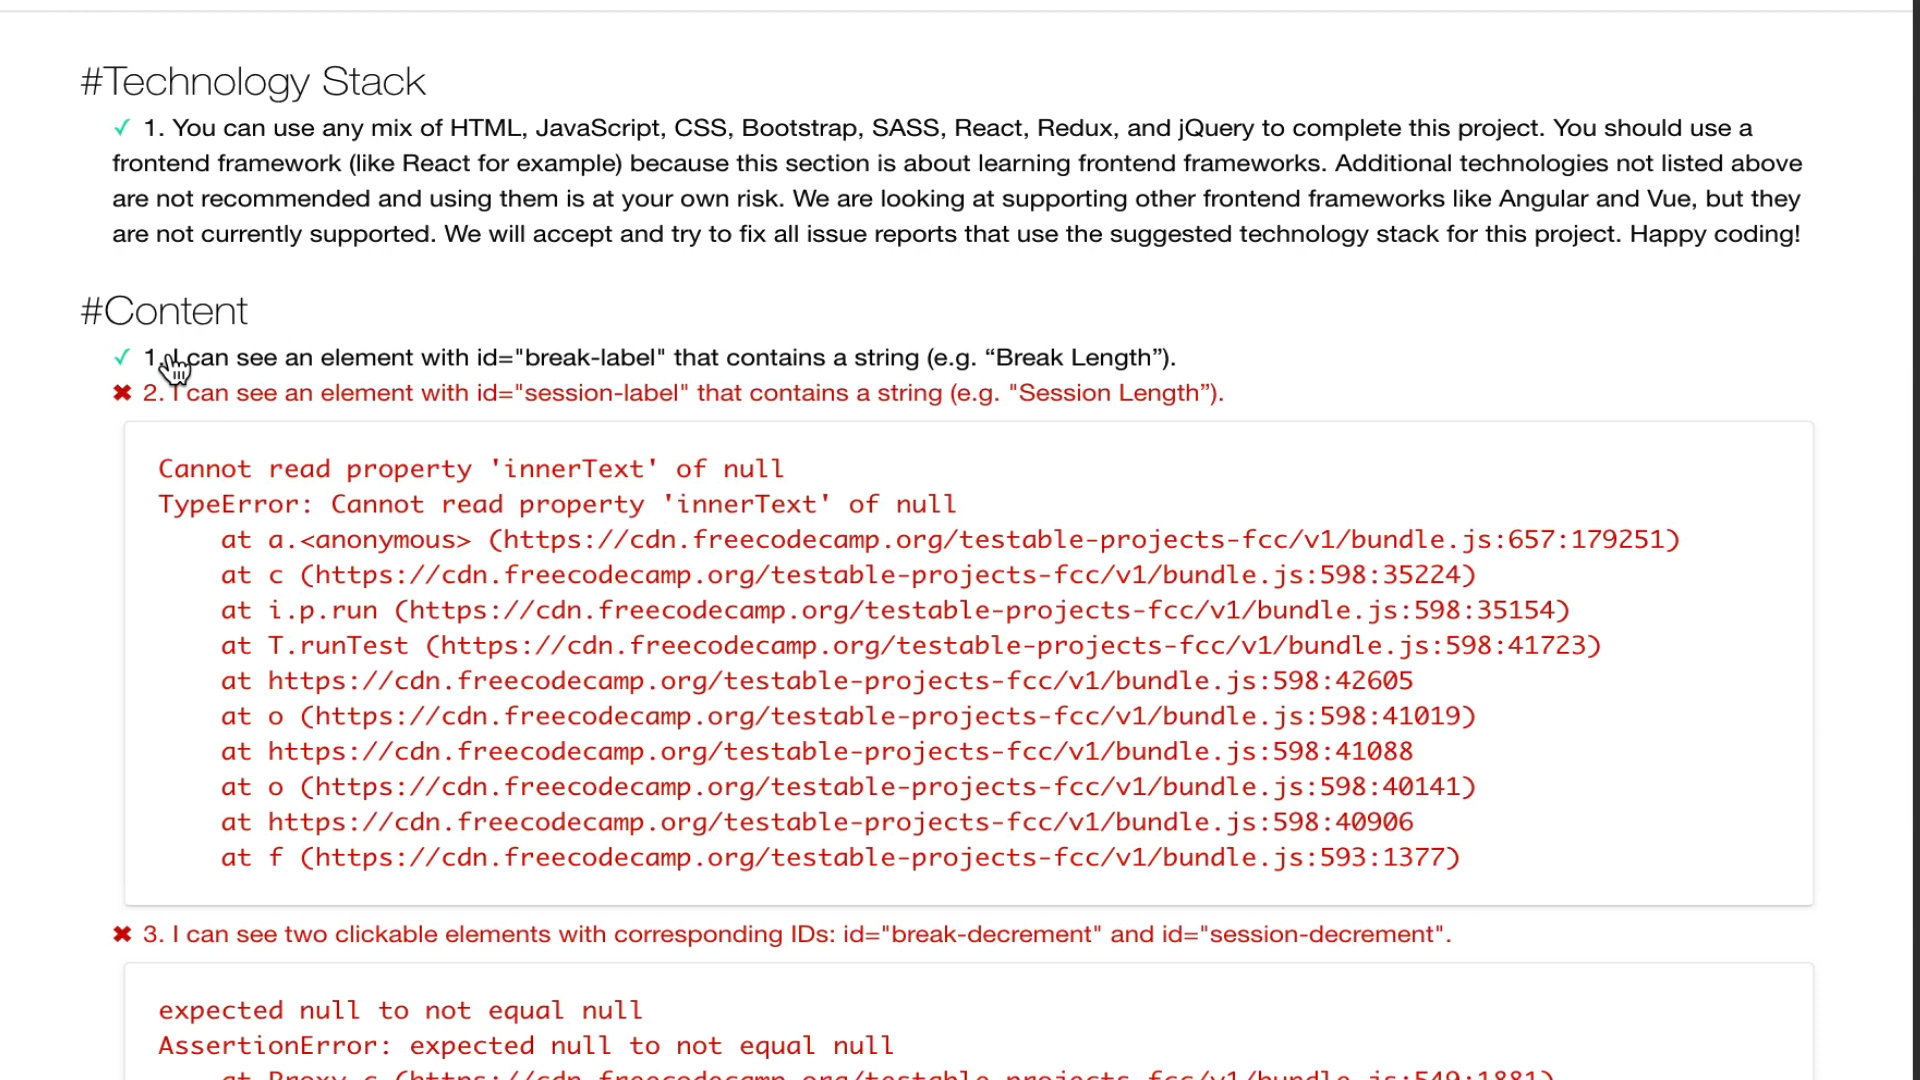 #Technology Stack
✓ 1. You can use any mix of HTML, JavaScript, CSS, Bootstrap, SASS, React, Redux, and jQuery to complete this project. You should use a
frontend framework (like React for example) because this section is about learning frontend frameworks. Additional technologies not listed above
are not recommended and using them is at your own risk. We are looking at supporting other frontend frameworks like Angular and Vue, but they
are not currently supported. We will accept and try to fix all issue reports that use the suggested technology stack for this project. Happy coding!
#Content
✓ 1. I can see an element with id="break-label" that contains a string (e.g. “Break Length”).
✖ 2. I can see an element with id="session-label" that contains a string (e.g. "Session Length”).
Cannot read property 'innerText' of null
TypeError: Cannot read property 'innerText' of null
at a.<anonymous> (https://cdn.freecodecamp.org/testable-projects-fcc/v1/bundle.js:657:179251)
at c (https://cdn.freecodecamp.org/testable-projects-fcc/v1/bundle.js:598:35224)
at i.p.run (https://cdn.freecodecamp.org/testable-projects-fcc/v1/bundle.js:598:35154)
at T.runTest (https://cdn.freecodecamp.org/testable-projects-fcc/v1/bundle.js:598:41723)
at https://cdn.freecodecamp.org/testable-projects-fcc/v1/bundle.js:598:42605
at o (https://cdn.freecodecamp.org/testable-projects-fcc/v1/bundle.js:598:41019)
at https://cdn.freecodecamp.org/testable-projects-fcc/v1/bundle.js:598:41088
at o (https://cdn.freecodecamp.org/testable-projects-fcc/v1/bundle.js:598:40141)
at https://cdn.freecodecamp.org/testable-projects-fcc/v1/bundle.js:598:40906
at f (https://cdn.freecodecamp.org/testable-projects-fcc/v1/bundle.js:593:1377)
✖ 3. I can see two clickable elements with corresponding IDs: id="break-decrement" and id="session-decrement".
expected null to not equal null
AssertionError: expected null to not equal null
at Proxy.c (https://cdn.freecodecamp.org/testable-projects-fcc/v1/bundle.js:549:1881)